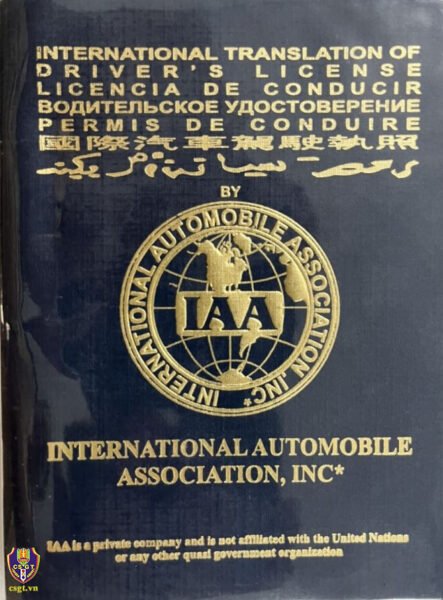 INTERNATIONAL TRANSLATION OF
DRIVER'S LICENSE
LICENCIA DE CONDUCIR
ВОДИТЕЛЬСКОЕ УДОСТОВЕРЕНИЕ
PERMIS DE CONDUIRE
國際汽車駕駛執照
BY
INTERNATIONAL AUTOMOBILE ASSOCIATION, INC*
IAA
INTERNATIONAL AUTOMOBILE
ASSOCIATION, INC*
IAA is a private company and is not affiliated with the United Nations
or any other quasi government organization
CSGT
csgt.vn